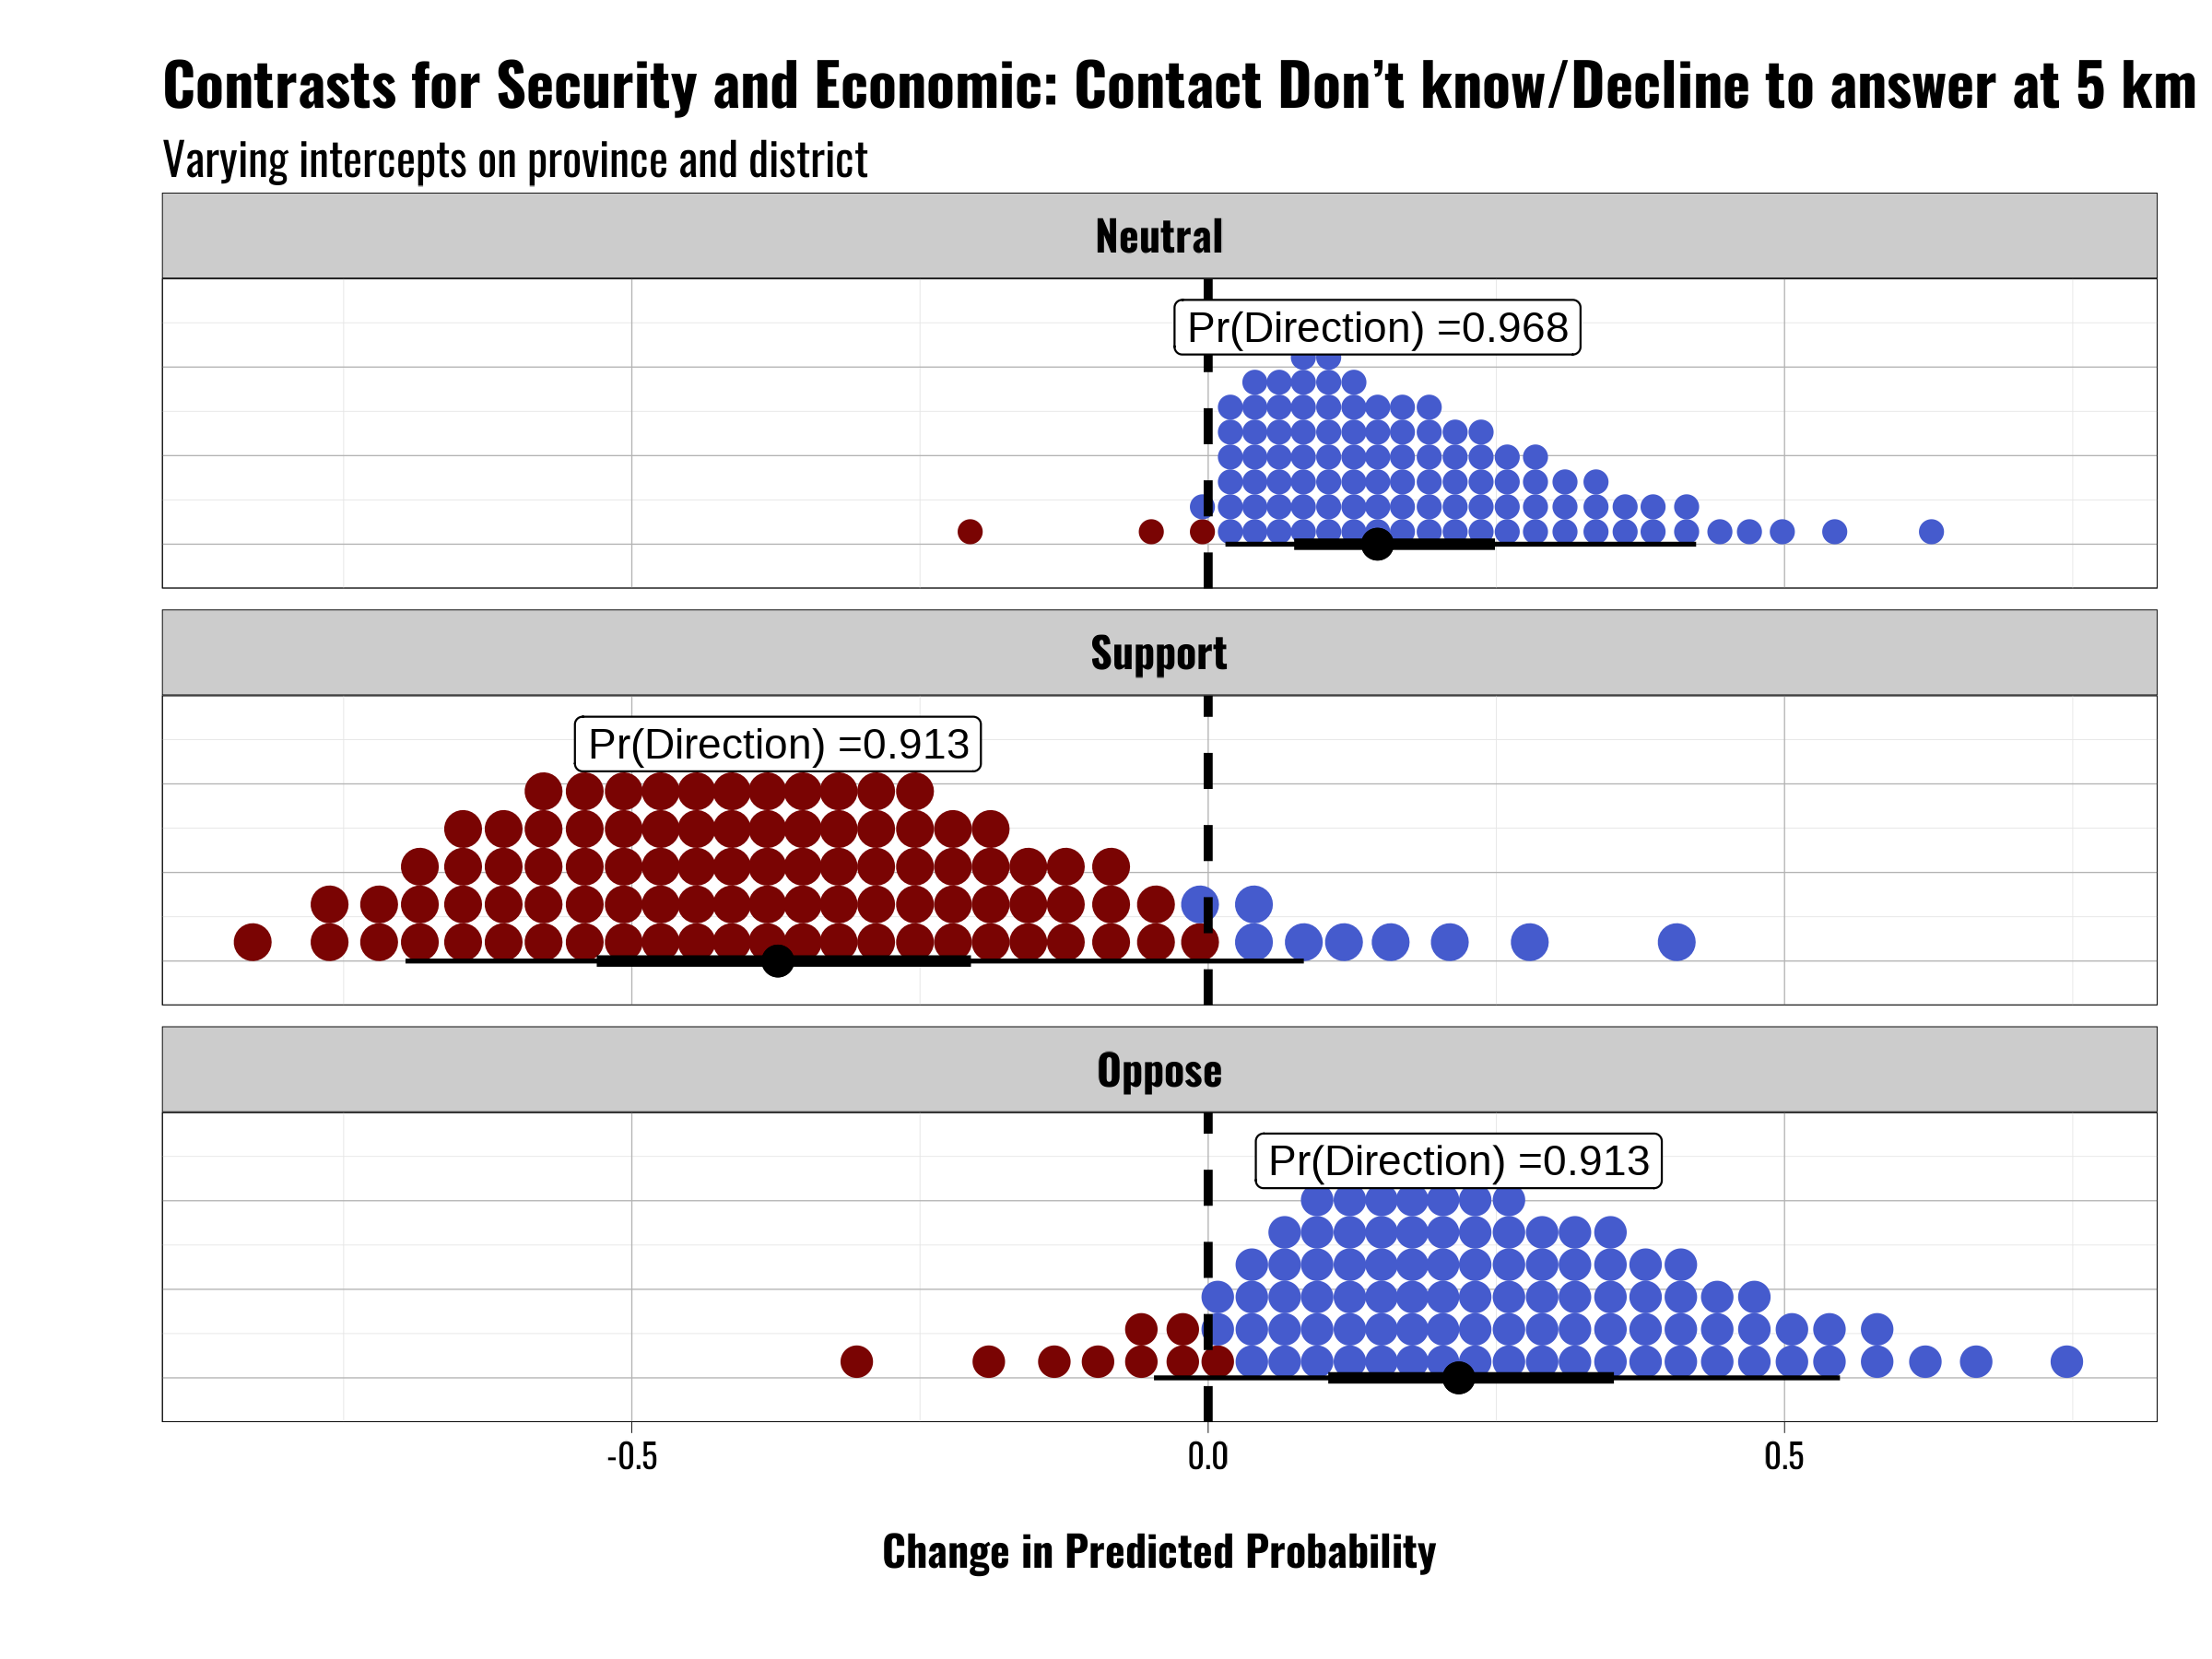 Contrasts for Security and Economic: Contact Don’t know/Decline to answer at 5 km
Varying intercepts on province and district
Neutral
Pr(Direction) =0.968
Support
Pr(Direction) =0.913
Oppose
Pr(Direction) =0.913
-0.5 0.0 0.5
Change in Predicted Probability